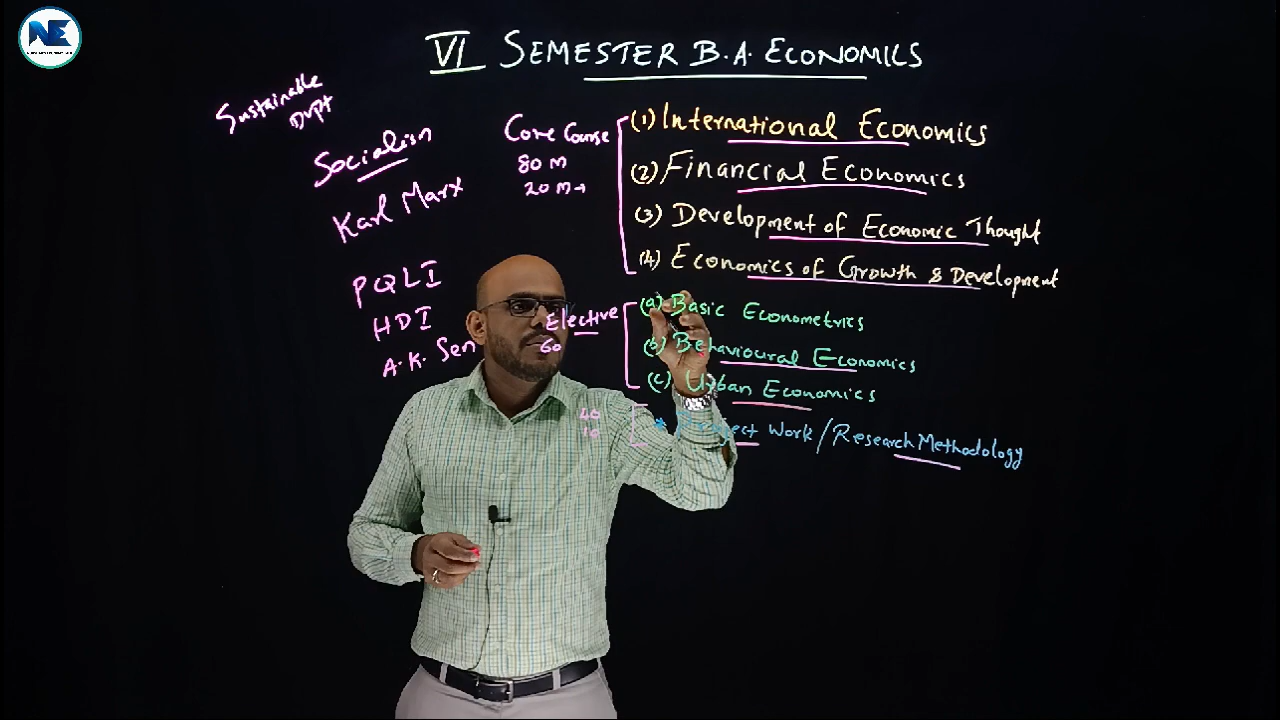 NE
VI SEMESTER B.A. ECONOMICS
Sustainable
Dvpt
Socialism
Karl Marx
PQLI
HDI
A.K. Sen
Core Course
80 M
20 M
(1) International Economics
(2) Financial Economics
(3) Development of Economic Thought
(4) Economics of Growth & Development
Elective
60
(a) Basic Econometrics
(b) Behavioural Economics
(c) Urban Economics
40
10
* Project Work / Research Methodology